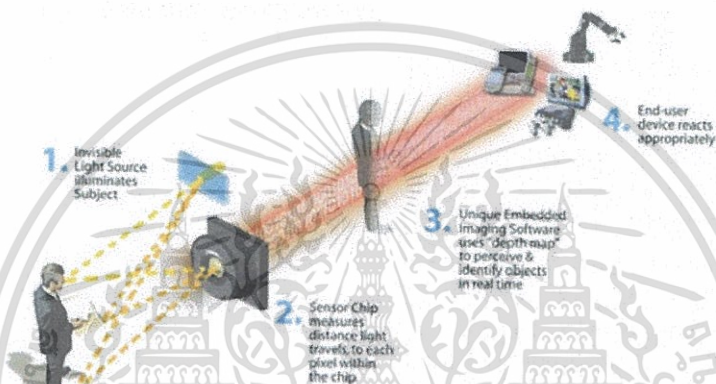 1. Invisible
Light Source
illuminates
Subject
2. Sensor Chip
measures
distance light
travels, to each
pixel within
the chip
3. Unique Embedded
Imaging Software
uses "depth map"
to perceive &
identify objects
in real time
4. End-user
device reacts
appropriately